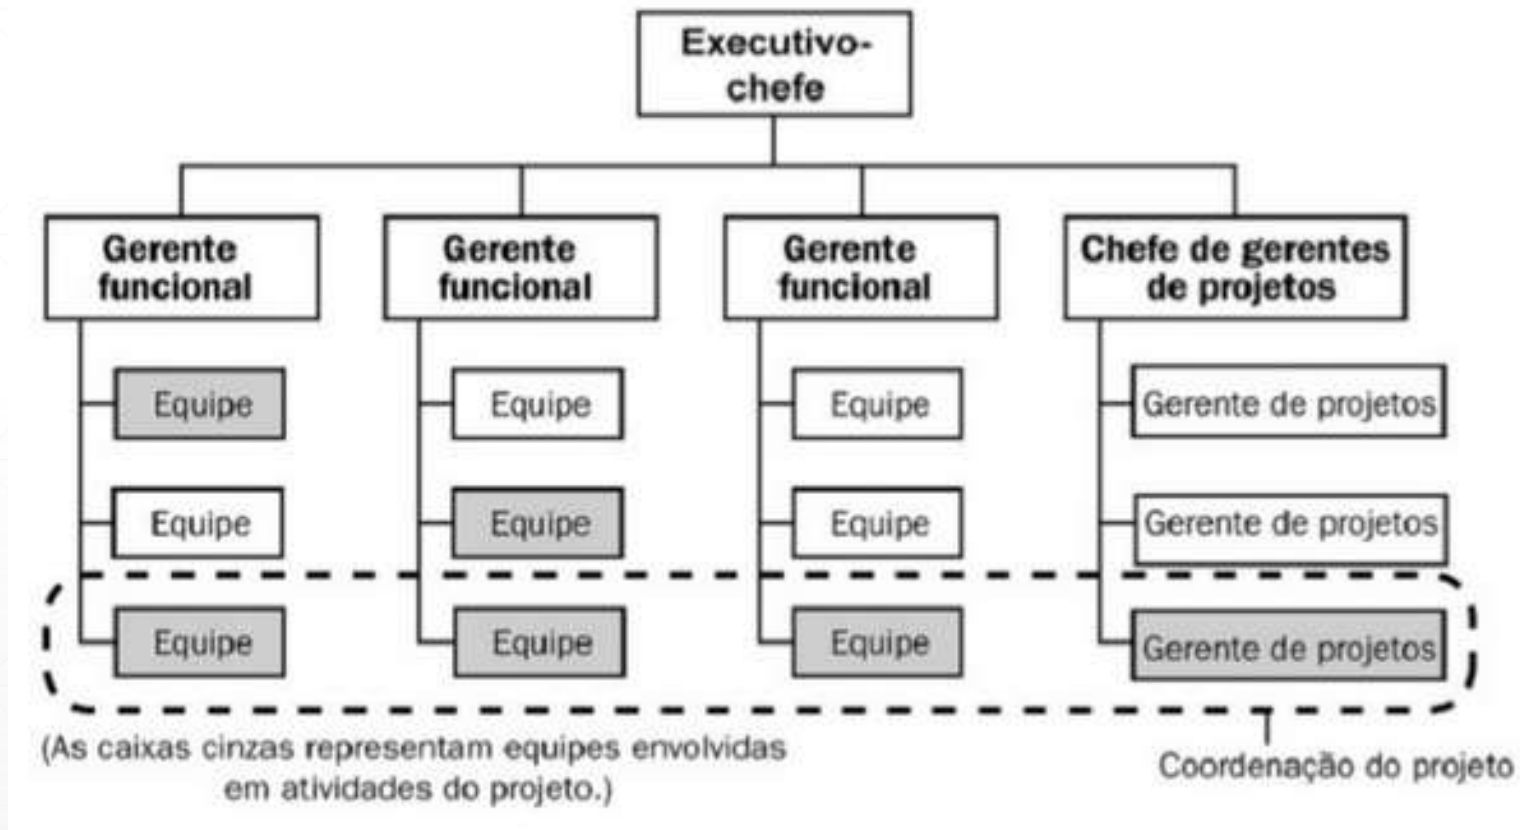 Executivo-
chefe
Gerente
funcional
Gerente
funcional
Gerente
funcional
Chefe de gerentes
de projetos
Equipe
Equipe
Equipe
Gerente de projetos
Equipe
Equipe
Equipe
Gerente de projetos
Equipe
Equipe
Equipe
Gerente de projetos
(As caixas cinzas representam equipes envolvidas
em atividades do projeto.)
Coordenação do projeto